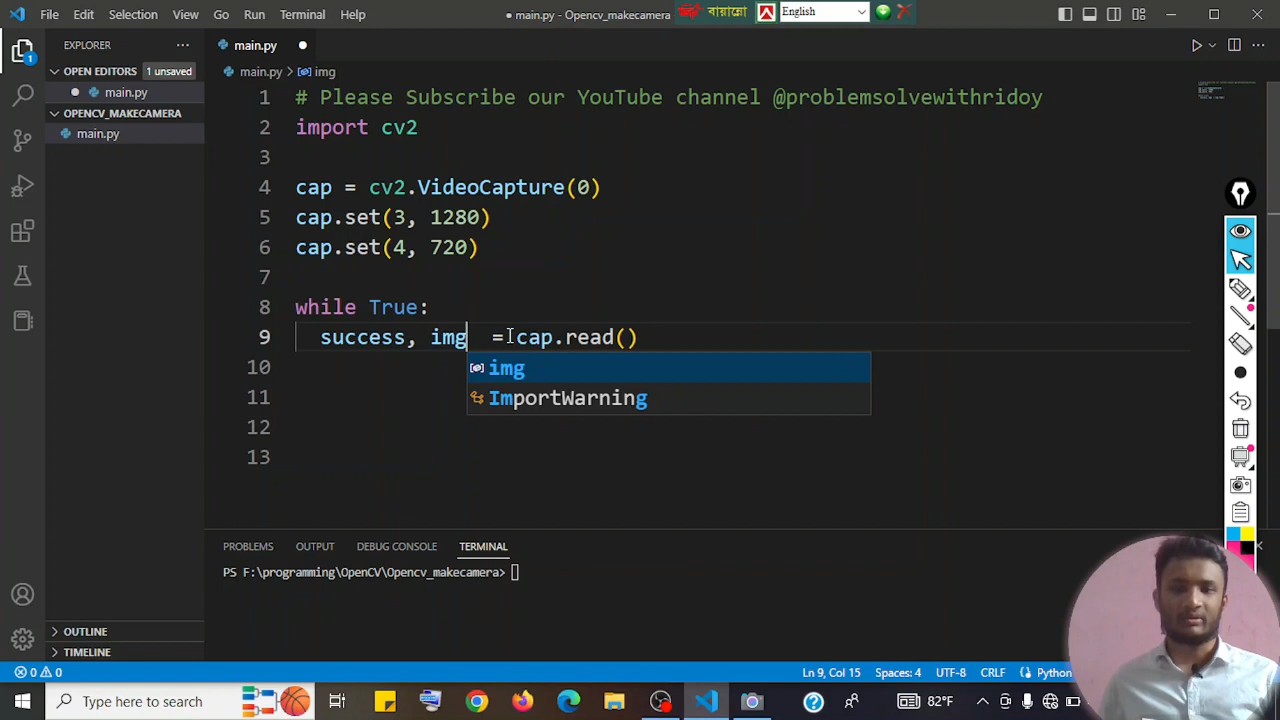 File Edit Selection View Go Run Terminal Help
● main.py - Opencv_makecamera
বায়ান্নো
English
EXPLORER
OPEN EDITORS 1 unsaved
main.py
OPENCV_MAKECAMERA
main.py
OUTLINE
TIMELINE
main.py
main.py > img
1 # Please Subscribe our YouTube channel @problemsolvewithridoy
2 import cv2
3
4 cap = cv2.VideoCapture(0)
5 cap.set(3, 1280)
6 cap.set(4, 720)
7
8 while True:
9 success, img = cap.read()
img
ImportWarning
10
11
12
13
PROBLEMS OUTPUT DEBUG CONSOLE TERMINAL
PS F:\programming\OpenCV\Opencv_makecamera>
1
0 0 Ln 9, Col 15 Spaces: 4 UTF-8 CRLF Python
Type here to search 82°F